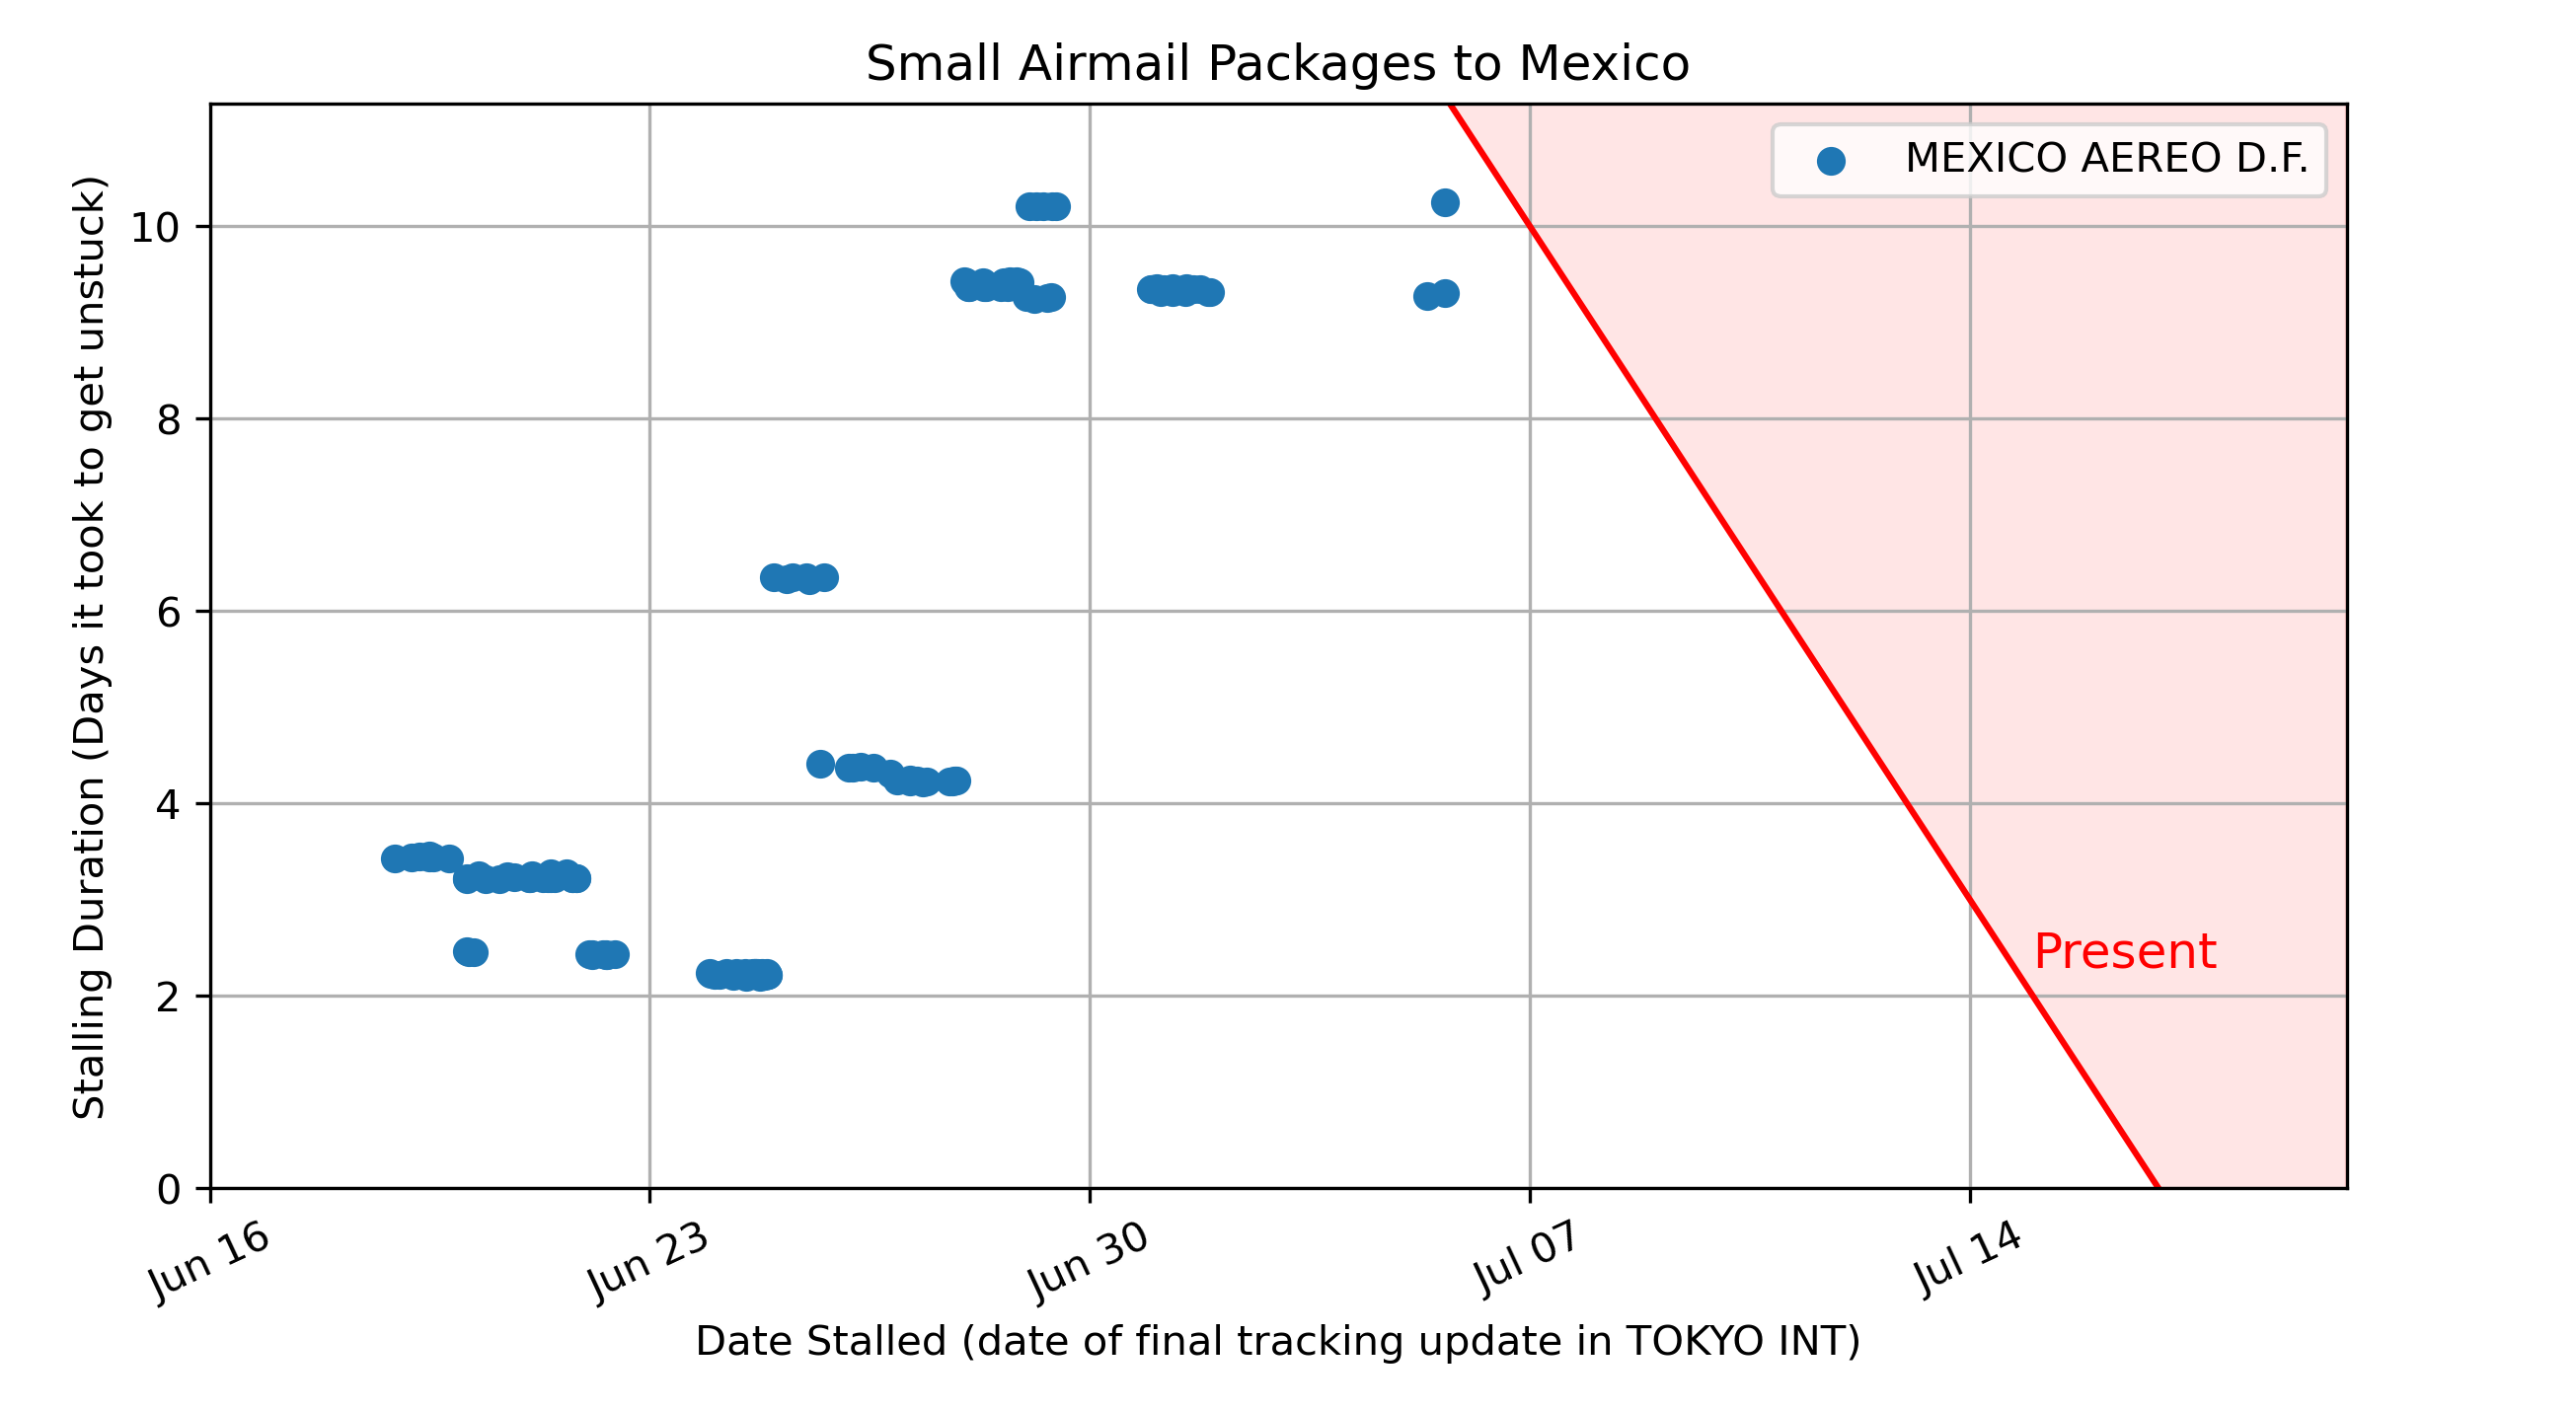 Small Airmail Packages to Mexico
MEXICO AEREO D.F.
Stalling Duration (Days it took to get unstuck)
10
8
6
4
2
0
Present
Jun 16
Jun 23
Jun 30
Jul 07
Jul 14
Date Stalled (date of final tracking update in TOKYO INT)